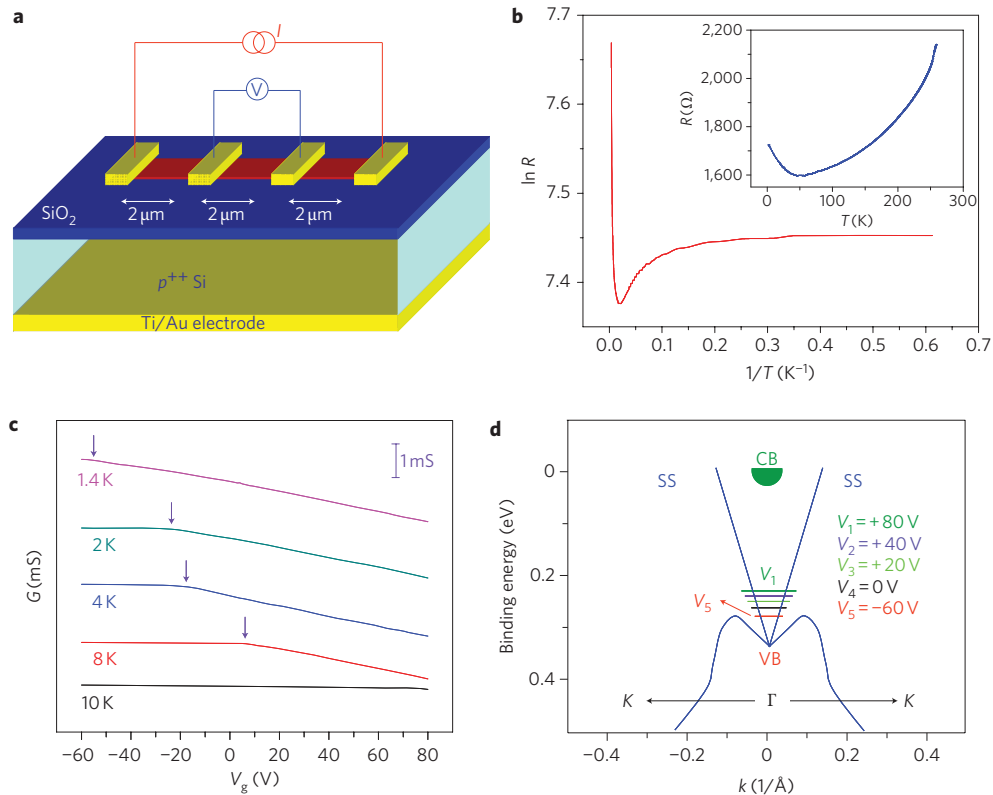 a
I
V
2 μm
2 μm
2 μm
SiO2
p++ Si
Ti/Au electrode
b
7.7
7.6
7.5
7.4
ln R
0.0 0.1 0.2 0.3 0.4 0.5 0.6 0.7
1/T (K−1)
2,200
2,000
1,800
1,600
R(Ω)
0 100 200 300
T(K)
c
1 mS
1.4 K
2 K
4 K
8 K
10 K
G (mS)
−60 −40 −20 0 20 40 60 80
Vg (V)
d
CB
SS
SS
V1 = +80 V
V2 = +40 V
V3 = +20 V
V4 = 0 V
V5 = −60 V
V1
V5
VB
K
Γ
K
0
0.2
0.4
Binding energy (eV)
−0.4 −0.2 0 0.2 0.4
k (1/Å)